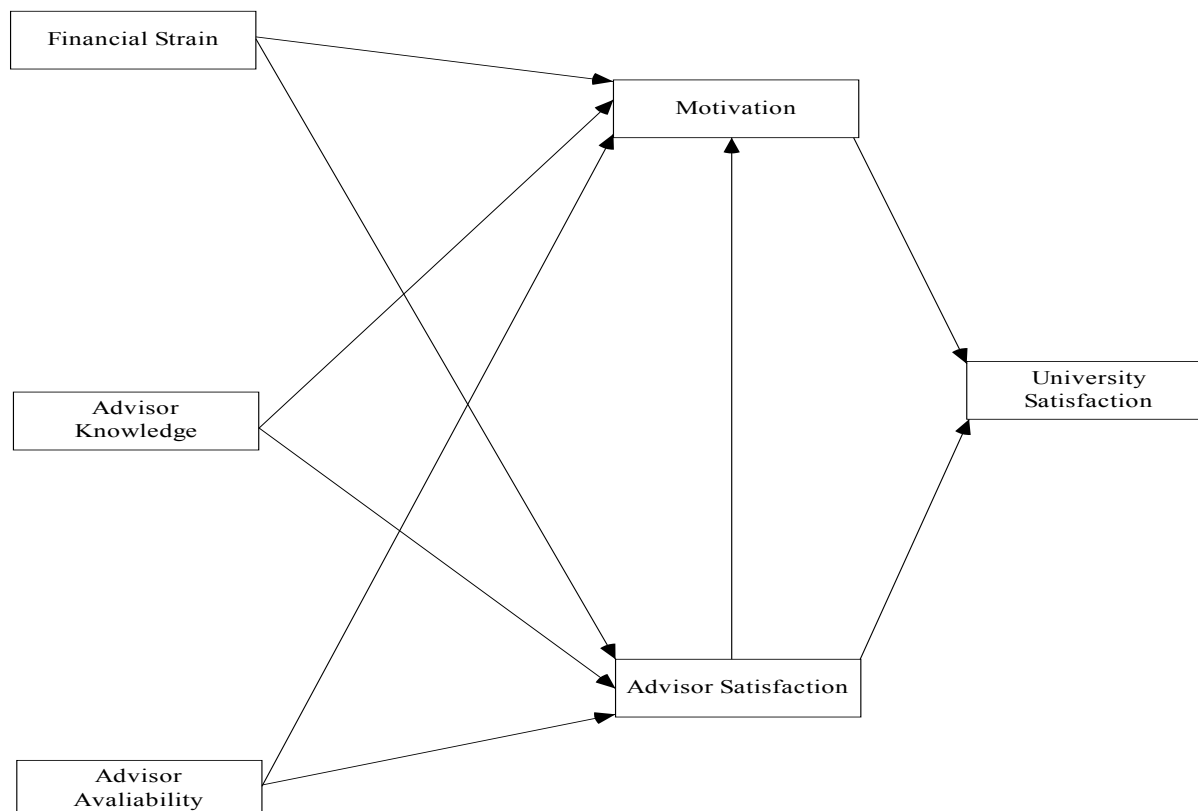 Financial Strain
Motivation
Advisor
Knowledge
University
Satisfaction
Advisor Satisfaction
Advisor
Avaliability